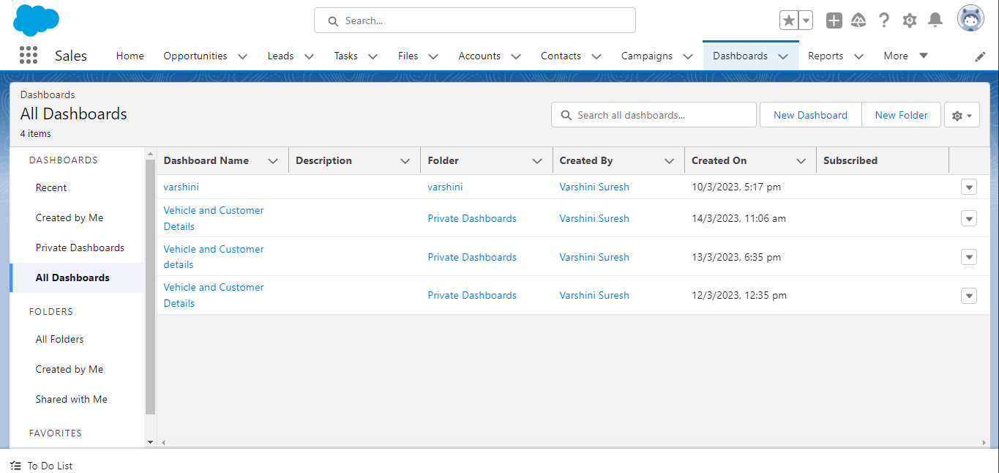 Search...
Sales Home Opportunities Leads Tasks Files Accounts Contacts Campaigns Dashboards Reports More
Dashboards
All Dashboards
4 items
Search all dashboards...
New Dashboard
New Folder
DASHBOARDS
Recent
Created by Me
Private Dashboards
All Dashboards
FOLDERS
All Folders
Created by Me
Shared with Me
FAVORITES
Dashboard Name Description Folder Created By Created On Subscribed
varshini varshini Varshini Suresh 10/3/2023, 5:17 pm
Vehicle and Customer
Details Private Dashboards Varshini Suresh 14/3/2023, 11:06 am
Vehicle and Customer
details Private Dashboards Varshini Suresh 13/3/2023, 6:35 pm
Vehicle and Customer
Details Private Dashboards Varshini Suresh 12/3/2023, 12:35 pm
To Do List